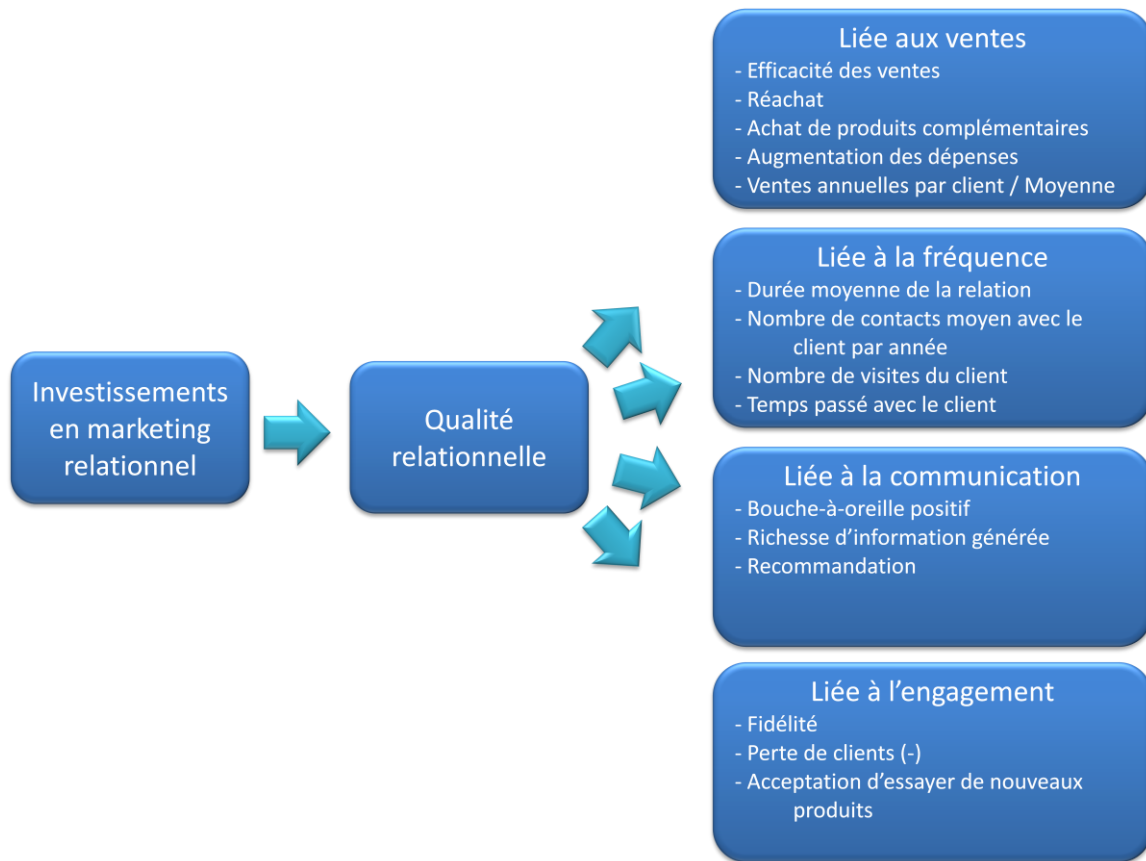 Investissements
en marketing
relationnel
Qualité
relationnelle
Liée aux ventes
- Efficacité des ventes
- Réachat
- Achat de produits complémentaires
- Augmentation des dépenses
- Ventes annuelles par client / Moyenne
Liée à la fréquence
- Durée moyenne de la relation
- Nombre de contacts moyen avec le
client par année
- Nombre de visites du client
- Temps passé avec le client
Liée à la communication
- Bouche-à-oreille positif
- Richesse d’information générée
- Recommandation
Liée à l’engagement
- Fidélité
- Perte de clients (-)
- Acceptation d’essayer de nouveaux
produits